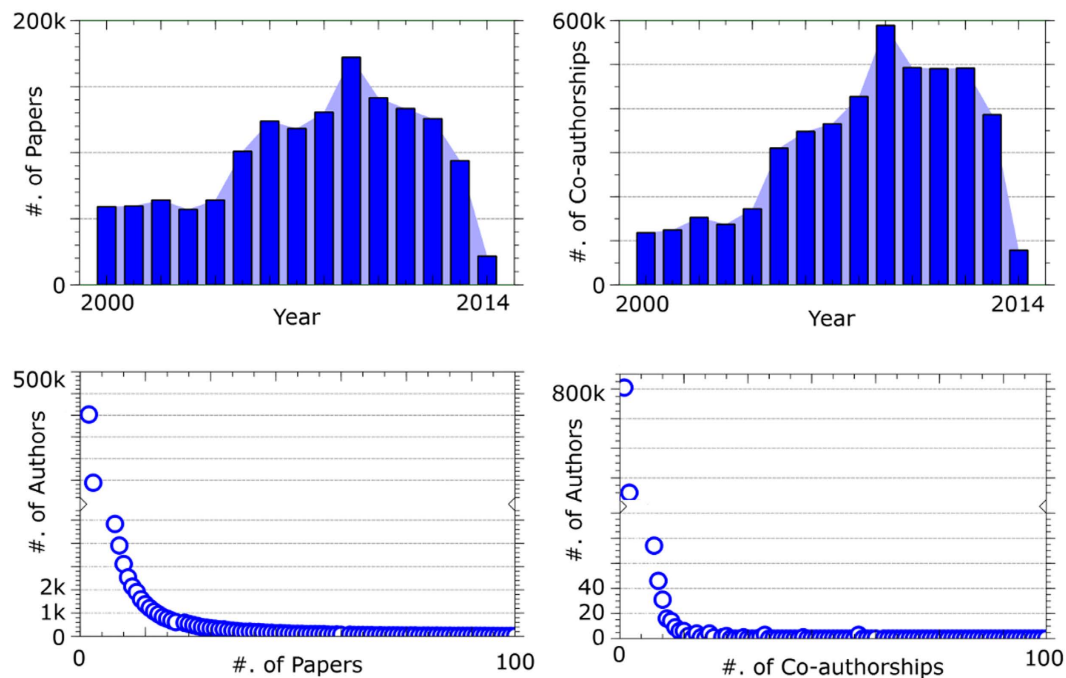 200k
#. of Papers
0
2000
Year
2014
600k
#. of Co-authorships
0
2000
Year
2014
500k
#. of Authors
2k
1k
0
0
#. of Papers
100
800k
#. of Authors
40
20
0
0
#. of Co-authorships
100